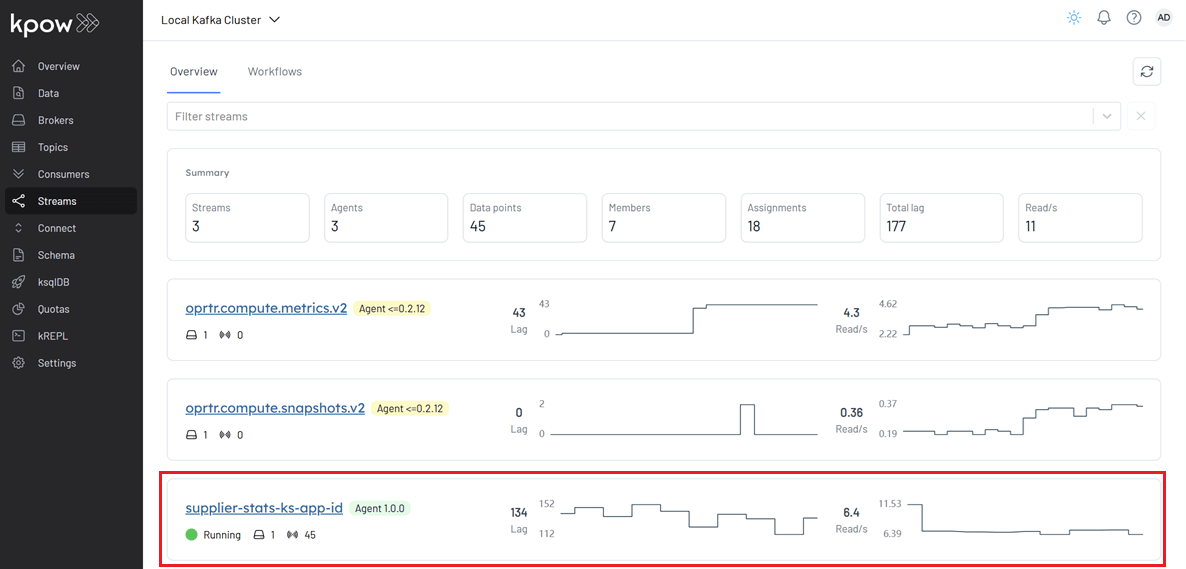 kpow
Local Kafka Cluster
AD
Overview
Data
Brokers
Topics
Consumers
Streams
Connect
Schema
ksqlDB
Quotas
kREPL
Settings
Overview Workflows
Filter streams
Summary
Streams
3
Agents
3
Data points
45
Members
7
Assignments
18
Total lag
177
Read/s
11
oprtr.compute.metrics.v2 Agent <=0.2.12
1 0
43
Lag
43
0
4.3
Read/s
4.62
2.22
oprtr.compute.snapshots.v2 Agent <=0.2.12
1 0
0
Lag
2
0
0.36
Read/s
0.37
0.19
supplier-stats-ks-app-id Agent 1.0.0
Running 1 45
134
Lag
152
112
6.4
Read/s
11.53
6.39